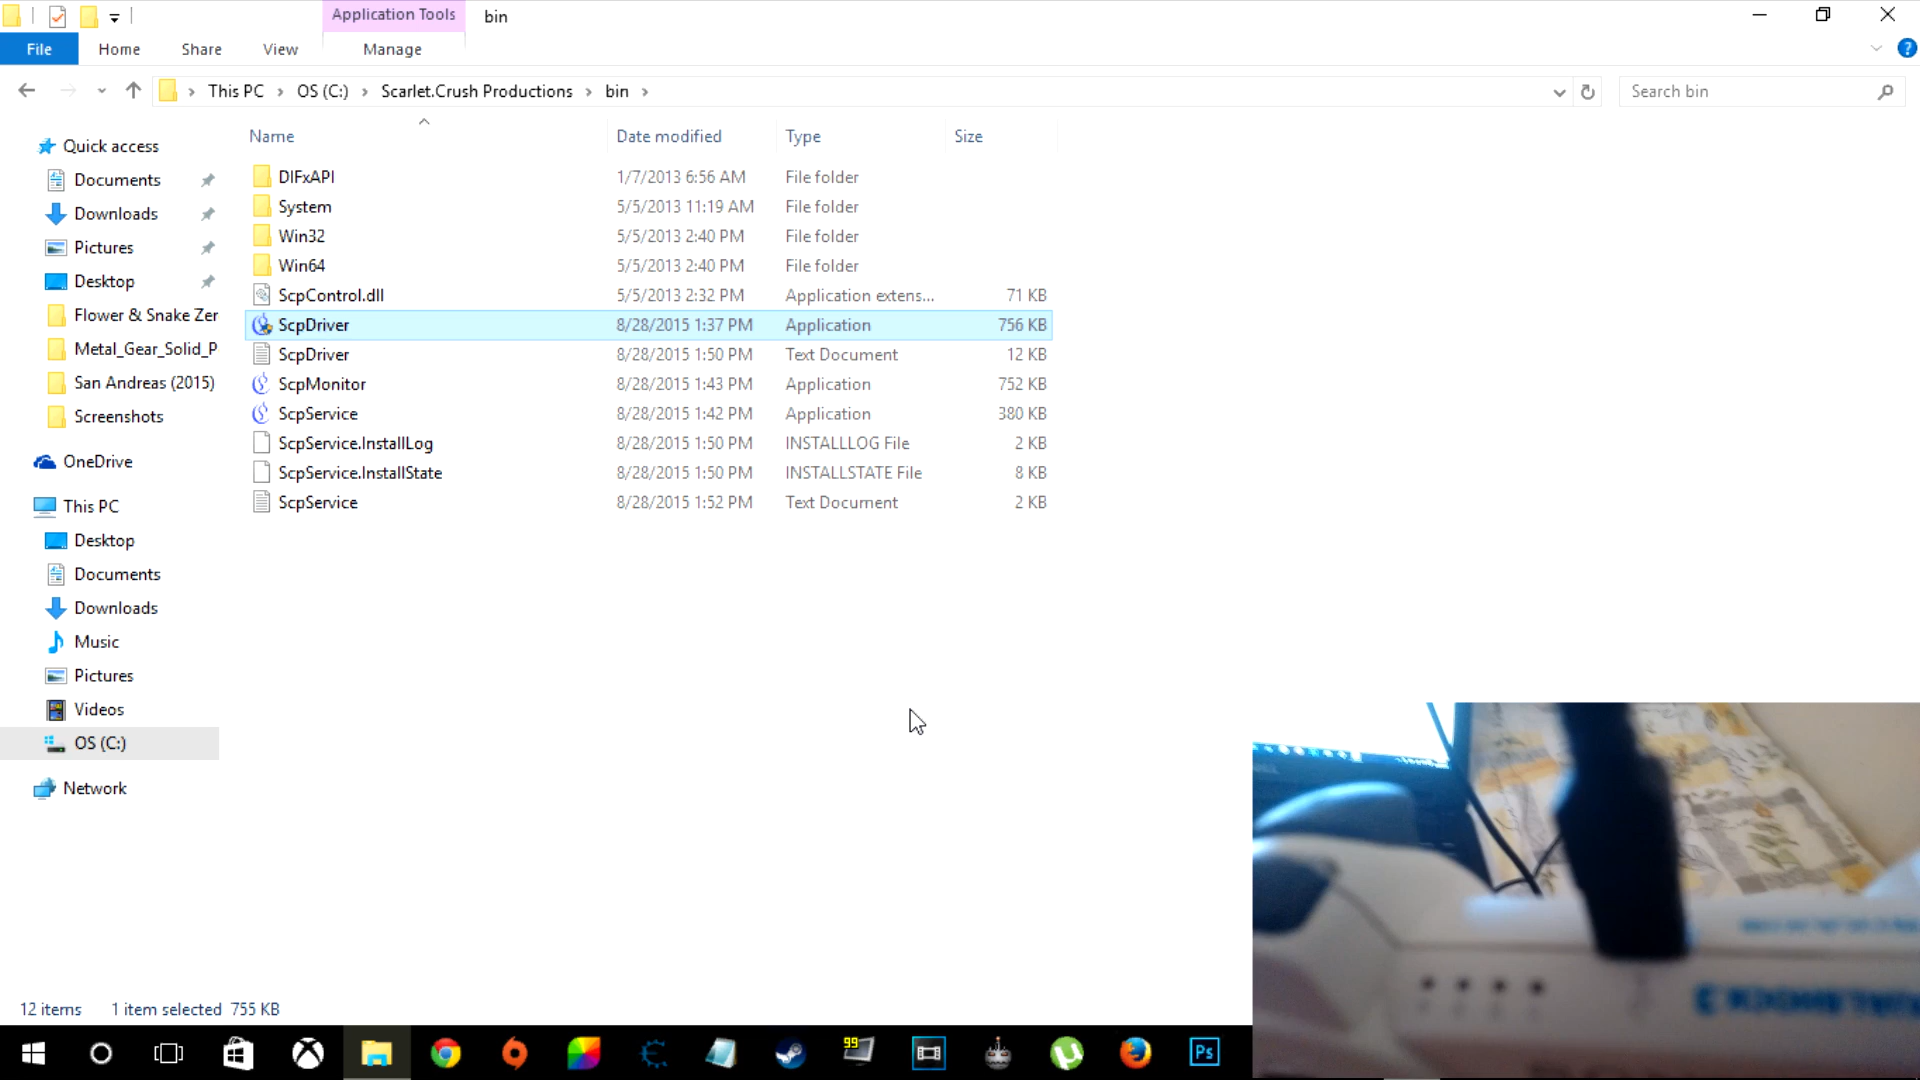 Application Tools
bin
File
Home
Share
View
Manage
This PC
OS (C:)
Scarlet.Crush Productions
bin
Search bin
Name
Date modified
Type
Size
Quick access
Documents
Downloads
Pictures
Desktop
Flower & Snake Zer
Metal_Gear_Solid_P
San Andreas (2015)
Screenshots
OneDrive
This PC
Desktop
Documents
Downloads
Music
Pictures
Videos
OS (C:)
Network
DIFxAPI 1/7/2013 6:56 AM File folder
System 5/5/2013 11:19 AM File folder
Win32 5/5/2013 2:40 PM File folder
Win64 5/5/2013 2:40 PM File folder
ScpControl.dll 5/5/2013 2:32 PM Application extens... 71 KB
ScpDriver 8/28/2015 1:37 PM Application 756 KB
ScpDriver 8/28/2015 1:50 PM Text Document 12 KB
ScpMonitor 8/28/2015 1:43 PM Application 752 KB
ScpService 8/28/2015 1:42 PM Application 380 KB
ScpService.InstallLog 8/28/2015 1:50 PM INSTALLLOG File 2 KB
ScpService.InstallState 8/28/2015 1:50 PM INSTALLSTATE File 8 KB
ScpService 8/28/2015 1:52 PM Text Document 2 KB
12 items 1 item selected 755 KB
99
Ps